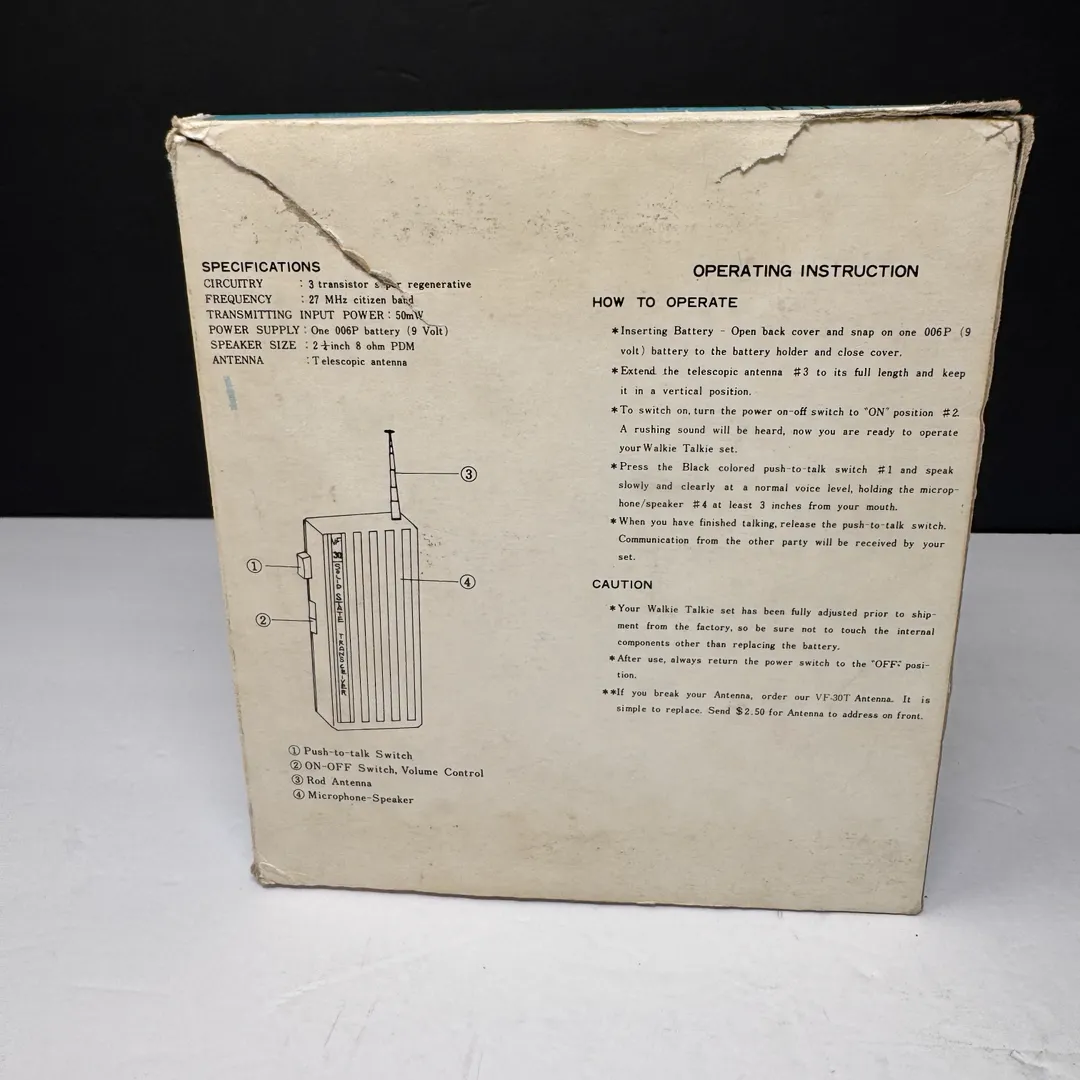 SPECIFICATIONS
CIRCUITRY : 3 transistor super regenerative
FREQUENCY : 27 MHz citizen band
TRANSMITTING INPUT POWER : 50mW
POWER SUPPLY : One 006P battery (9 Volt)
SPEAKER SIZE : 2 ¼ inch 8 ohm PDM
ANTENNA : Telescopic antenna
③
①
④
②
SOLID STATE TRANSCEIVER
① Push-to-talk Switch
② ON-OFF Switch, Volume Control
③ Rod Antenna
④ Microphone-Speaker
OPERATING INSTRUCTION
HOW TO OPERATE
*Inserting Battery - Open back cover and snap on one 006P (9
volt) battery to the battery holder and close cover.
*Extend the telescopic antenna #3 to its full length and keep
it in a vertical position.
*To switch on, turn the power on-off switch to "ON" position #2.
A rushing sound will be heard, now you are ready to operate
your Walkie Talkie set.
*Press the Black colored push-to-talk switch #1 and speak
slowly and clearly at a normal voice level, holding the microp-
hone/speaker #4 at least 3 inches from your mouth.
*When you have finished talking, release the push-to-talk switch.
Communication from the other party will be received by your
set.
CAUTION
*Your Walkie Talkie set has been fully adjusted prior to ship-
ment from the factory, so be sure not to touch the internal
components other than replacing the battery.
*After use, always return the power switch to the "OFF" posi-
tion.
**If you break your Antenna, order our VF-30T Antenna. It is
simple to replace. Send $2.50 for Antenna to address on front.